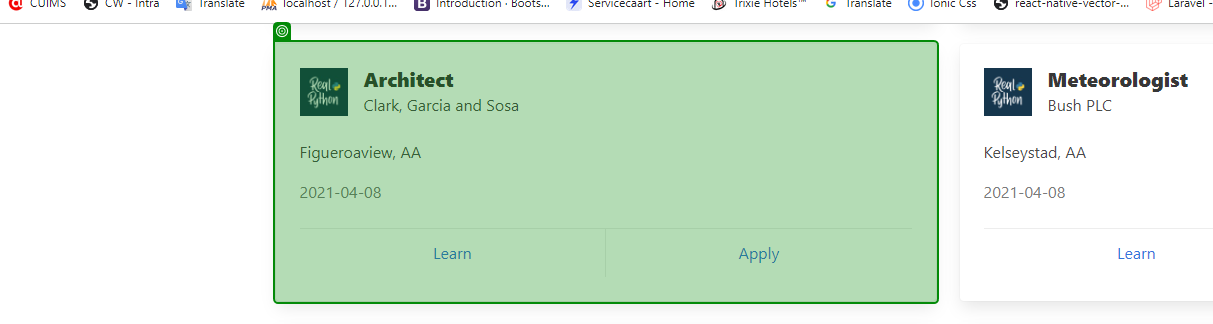 CUIMS CW - Intra Translate localhost / 127.0.0.1... Introduction · Boots... Servicecaart - Home Trixie Hotels™ Translate Ionic Css react-native-vector-... Laravel -
Real Python
Architect
Clark, Garcia and Sosa
Figueroaview, AA
2021-04-08
Learn Apply
Real Python
Meteorologist
Bush PLC
Kelseystad, AA
2021-04-08
Learn